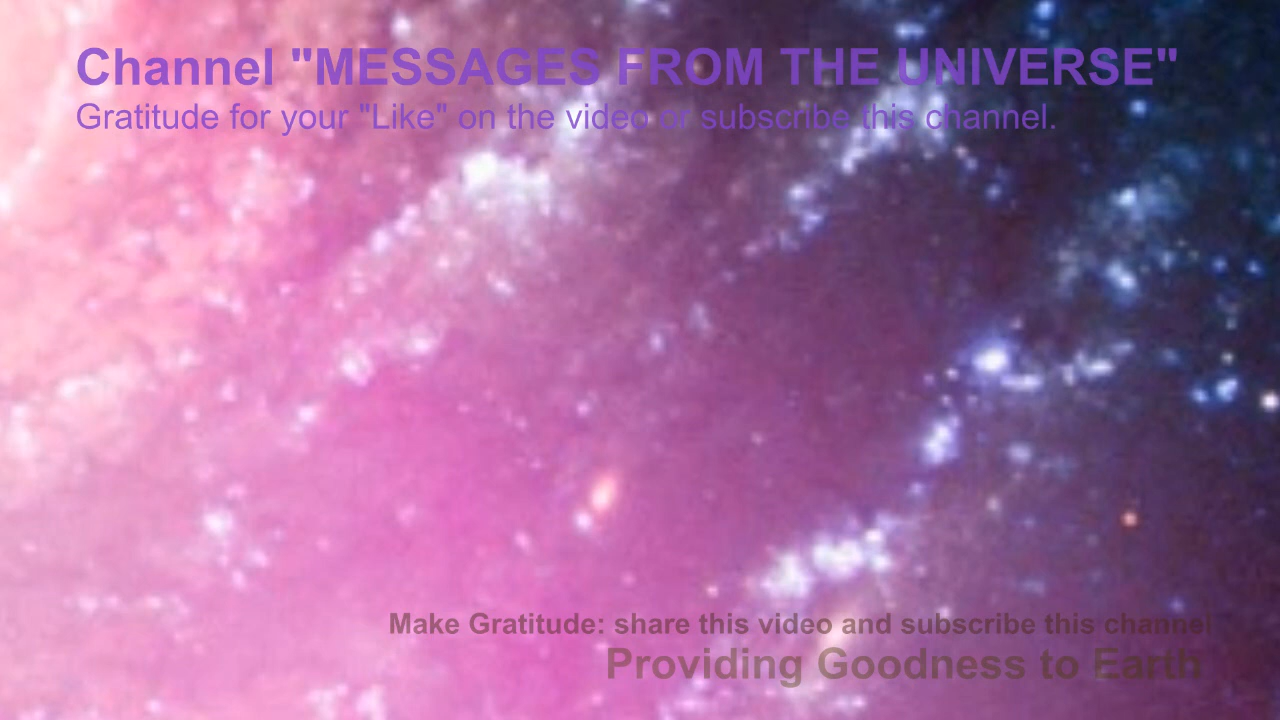 Channel "MESSAGES FROM THE UNIVERSE"
Gratitude for your "Like" on the video or subscribe this channel.
Make Gratitude: share this video and subscribe this channel
Providing Goodness to Earth